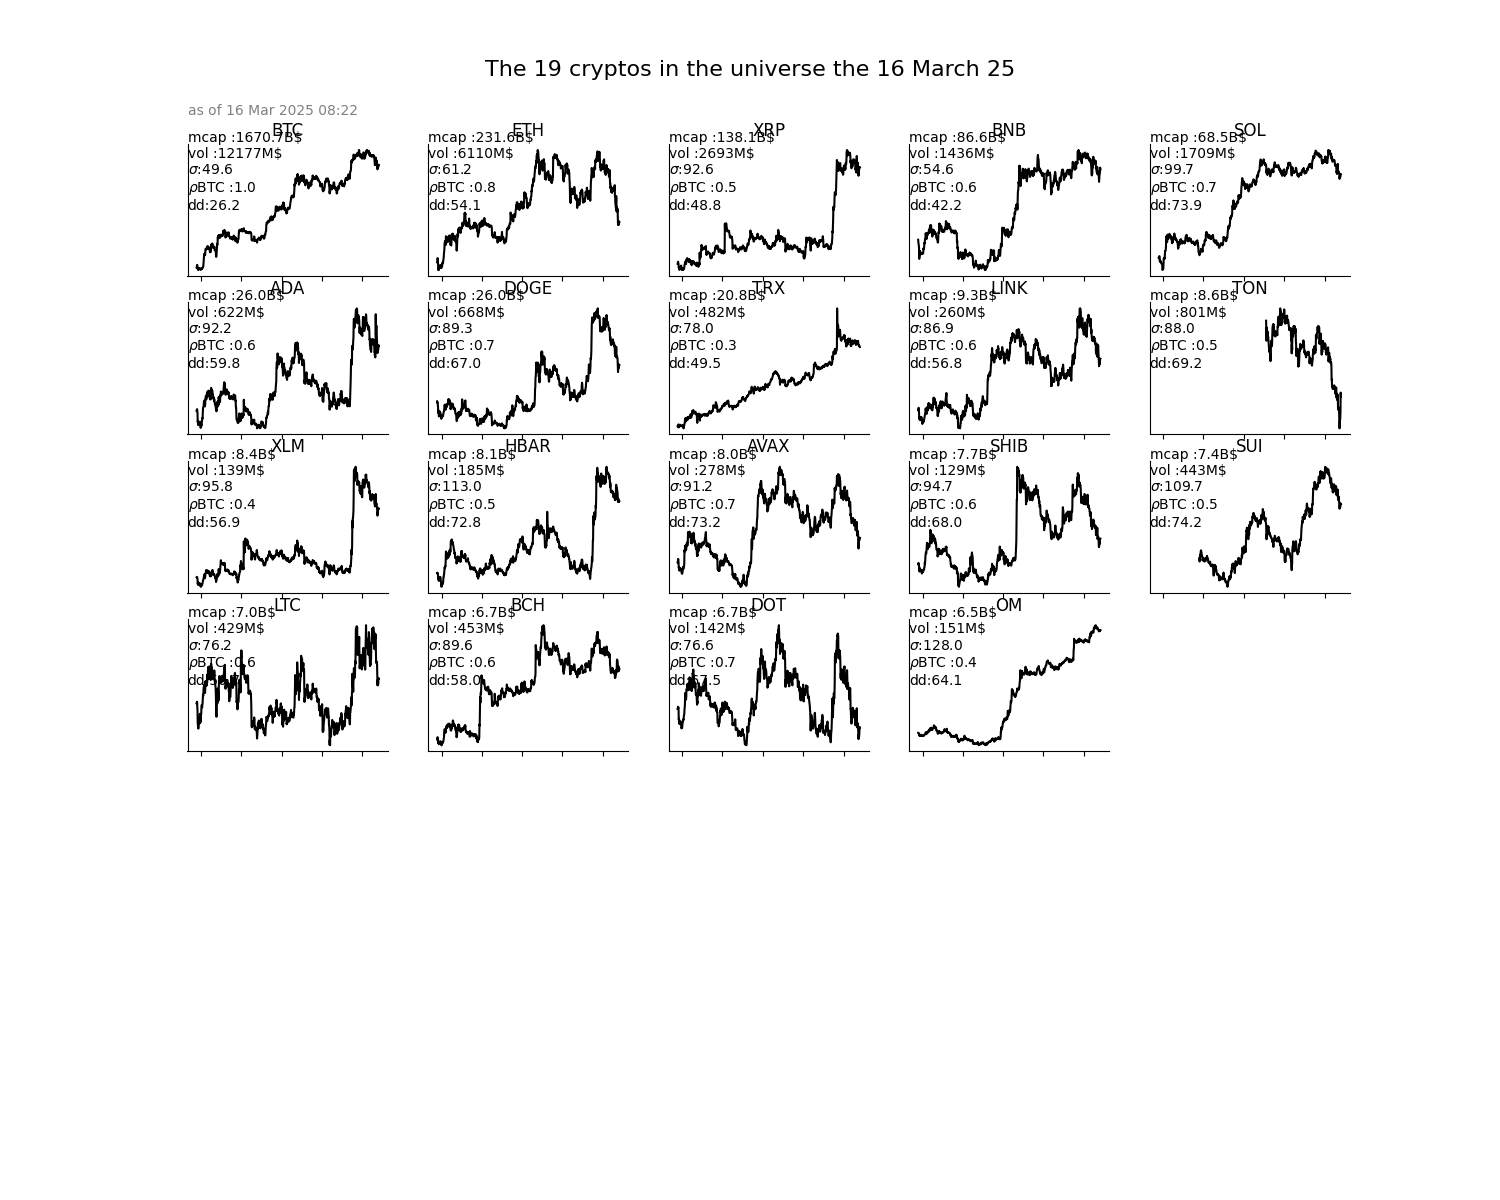 The 19 cryptos in the universe the 16 March 25
as of 16 Mar 2025 08:22
BTC
mcap :1670.7B$
vol :12177M$
σ:49.6
ρBTC :1.0
dd:26.2
ETH
mcap :231.6B$
vol :6110M$
σ:61.2
ρBTC :0.8
dd:54.1
XRP
mcap :138.1B$
vol :2693M$
σ:92.6
ρBTC :0.5
dd:48.8
BNB
mcap :86.6B$
vol :1436M$
σ:54.6
ρBTC :0.6
dd:42.2
SOL
mcap :68.5B$
vol :1709M$
σ:99.7
ρBTC :0.7
dd:73.9
ADA
mcap :26.0B$
vol :622M$
σ:92.2
ρBTC :0.6
dd:59.8
DOGE
mcap :26.0B$
vol :668M$
σ:89.3
ρBTC :0.7
dd:67.0
TRX
mcap :20.8B$
vol :482M$
σ:78.0
ρBTC :0.3
dd:49.5
LINK
mcap :9.3B$
vol :260M$
σ:86.9
ρBTC :0.6
dd:56.8
TON
mcap :8.6B$
vol :801M$
σ:88.0
ρBTC :0.5
dd:69.2
XLM
mcap :8.4B$
vol :139M$
σ:95.8
ρBTC :0.4
dd:56.9
HBAR
mcap :8.1B$
vol :185M$
σ:113.0
ρBTC :0.5
dd:72.8
AVAX
mcap :8.0B$
vol :278M$
σ:91.2
ρBTC :0.7
dd:73.2
SHIB
mcap :7.7B$
vol :129M$
σ:94.7
ρBTC :0.6
dd:68.0
SUI
mcap :7.4B$
vol :443M$
σ:109.7
ρBTC :0.5
dd:74.2
LTC
mcap :7.0B$
vol :429M$
σ:76.2
ρBTC :0.6
BCH
mcap :6.7B$
vol :453M$
σ:89.6
ρBTC :0.6
dd:58.0
DOT
mcap :6.7B$
vol :142M$
σ:76.6
ρBTC :0.7
dd:67.5
OM
mcap :6.5B$
vol :151M$
σ:128.0
ρBTC :0.4
dd:64.1